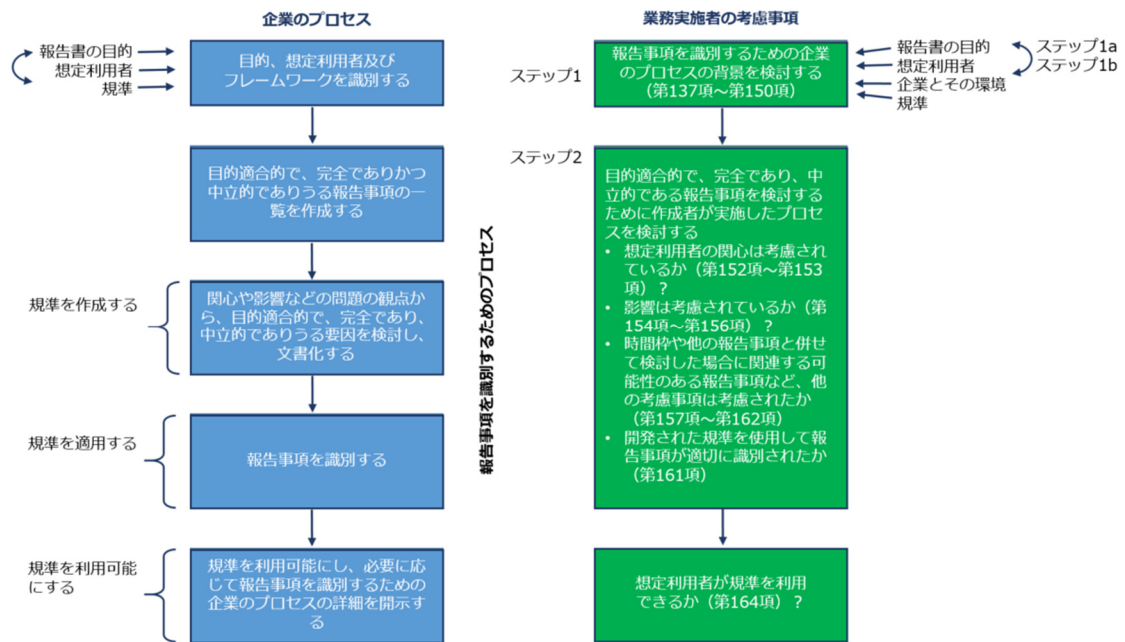 企業のプロセス
報告書の目的
想定利用者
規準
目的、想定利用者及び
フレームワークを識別する
目的適合的で、完全でありかつ
中立的でありうる報告事項の一
覧を作成する
規準を作成する
関心や影響などの問題の観点か
ら、目的適合的で、完全であり、
中立的でありうる要因を検討し、
文書化する
規準を適用する
報告事項を識別する
規準を利用可能
にする
規準を利用可能にし、必要に応
じて報告事項を識別するための
企業のプロセスの詳細を開示す
る
報告事項を識別するためのプロセス
業務実施者の考慮事項
ステップ1
報告事項を識別するための企業
のプロセスの背景を検討する
(第137項～第150項)
報告書の目的
想定利用者
企業とその環境
規準
ステップ1a
ステップ1b
ステップ2
目的適合的で、完全であり、中
立的である報告事項を検討する
ために作成者が実施したプロセ
スを検討する
• 想定利用者の関心は考慮され
ているか(第152項～第153
項)?
• 影響は考慮されているか(第
154項～第156項)?
• 時間枠や他の報告事項と併せ
て検討した場合に関連する可
能性のある報告事項など、他
の考慮事項は考慮されたか
(第157項～第162項)
• 開発された規準を使用して報
告事項が適切に識別されたか
(第161項)
想定利用者が規準を利用
できるか(第164項)?